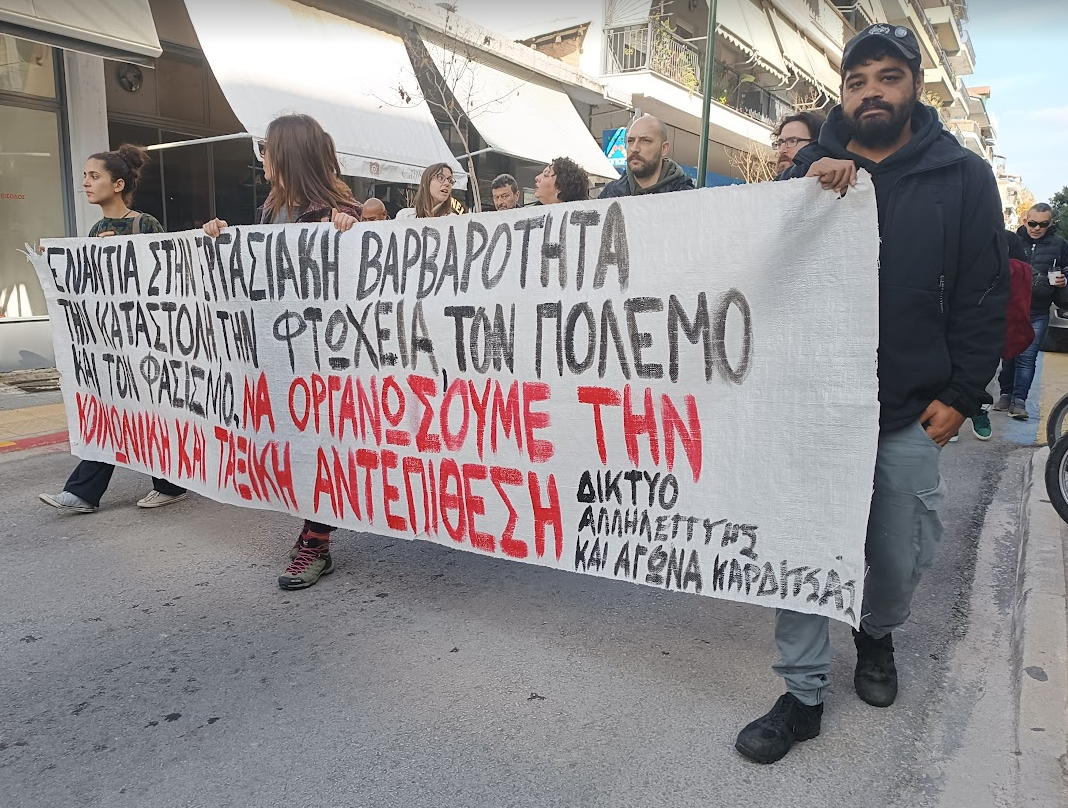 ΕΝΑΝΤΙΑ ΣΤΗΝ ΕΡΓΑΣΙΑΚΗ ΒΑΡΒΑΡΟΤΗΤΑ
ΤΗΝ ΚΑΤΑΣΤΟΛΗ, ΤΗΝ ΦΤΩΧΕΙΑ, ΤΟΝ ΠΟΛΕΜΟ
ΚΑΙ ΤΟΝ ΦΑΣΙΣΜΟ, ΝΑ ΟΡΓΑΝΩΣΟΥΜΕ ΤΗΝ
ΚΟΙΝΩΝΙΚΗ ΚΑΙ ΤΑΞΙΚΗ ΑΝΤΕΠΙΘΕΣΗ
ΔΙΚΤΥΟ
ΑΛΛΗΛΕΓΓΥΗΣ
ΚΑΙ ΑΓΩΝΑ ΚΑΡΔΙΤΣΑΣ